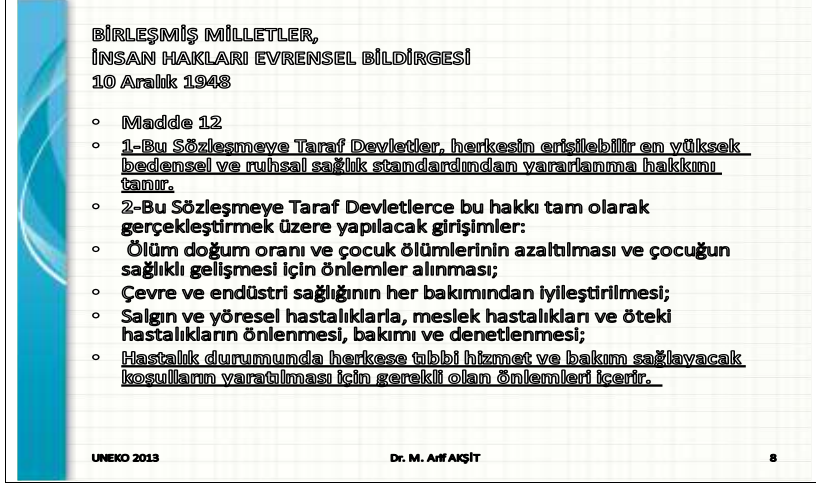 BİRLEŞMİŞ MİLLETLER,
İNSAN HAKLARI EVRENSEL BİLDİRGESİ
10 Aralık 1948
◦ Madde 12
◦ 1-Bu Sözleşmeye Taraf Devletler, herkesin erişilebilir en yüksek
bedensel ve ruhsal sağlık standardından yararlanma hakkını
tanır.
◦ 2-Bu Sözleşmeye Taraf Devletlerce bu hakkı tam olarak
gerçekleştirmek üzere yapılacak girişimler:
◦ Ölüm doğum oranı ve çocuk ölümlerinin azaltılması ve çocuğun
sağlıklı gelişmesi için önlemler alınması;
◦ Çevre ve endüstri sağlığının her bakımından iyileştirilmesi;
◦ Salgın ve yöresel hastalıklarla, meslek hastalıkları ve öteki
hastalıkların önlenmesi, bakımı ve denetlenmesi;
◦ Hastalık durumunda herkese tıbbi hizmet ve bakım sağlayacak
koşulların yaratılması için gerekli olan önlemleri içerir.
UNEKO 2013 Dr. M. Arif AKŞİT 8